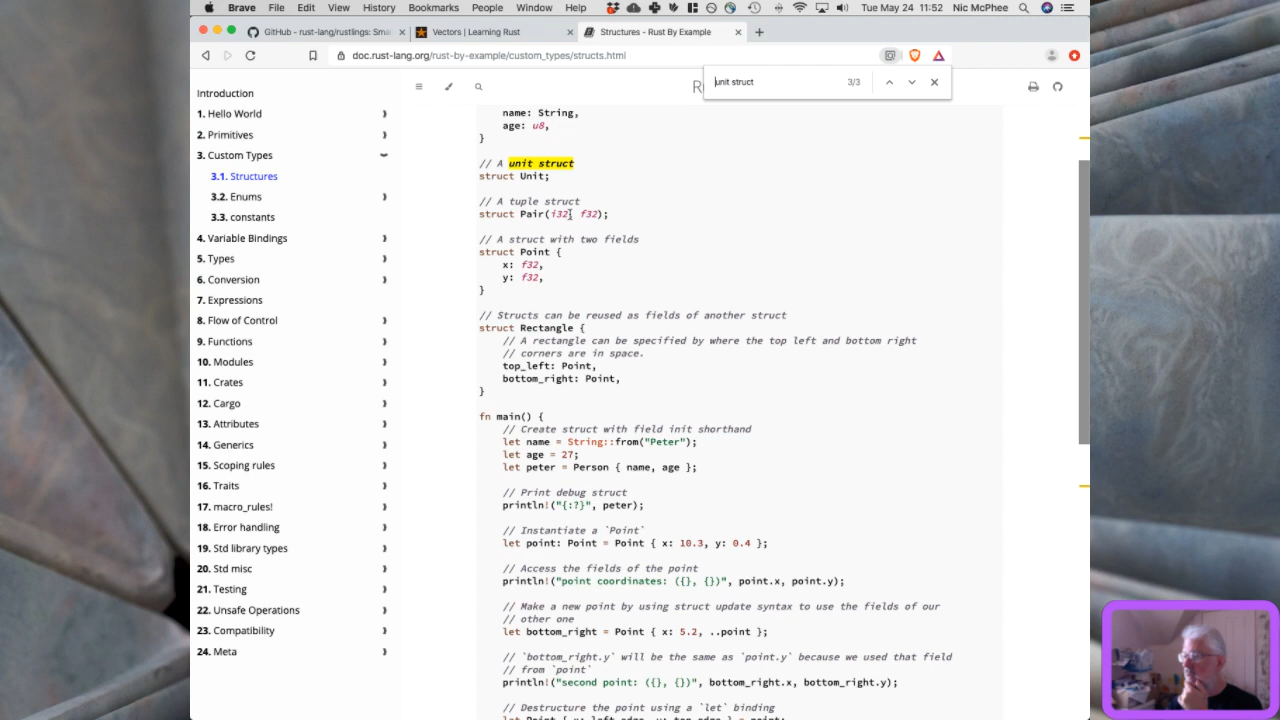 Brave File Edit View History Bookmarks People Window Help Tue May 24 11:52 Nic McPhee
GitHub - rust-lang/rustlings: Sma
Vectors | Learning Rust
Structures - Rust By Example
doc.rust-lang.org/rust-by-example/custom_types/structs.html
unit struct 3/3
Introduction
1. Hello World
2. Primitives
3. Custom Types
3.1. Structures
3.2. Enums
3.3. constants
4. Variable Bindings
5. Types
6. Conversion
7. Expressions
8. Flow of Control
9. Functions
10. Modules
11. Crates
12. Cargo
13. Attributes
14. Generics
15. Scoping rules
16. Traits
17. macro_rules!
18. Error handling
19. Std library types
20. Std misc
21. Testing
22. Unsafe Operations
23. Compatibility
24. Meta
name: String,
age: u8,
}
// A unit struct
struct Unit;
// A tuple struct
struct Pair(i32, f32);
// A struct with two fields
struct Point {
x: f32,
y: f32,
}
// Structs can be reused as fields of another struct
struct Rectangle {
// A rectangle can be specified by where the top left and bottom right
// corners are in space.
top_left: Point,
bottom_right: Point,
}
fn main() {
// Create struct with field init shorthand
let name = String::from("Peter");
let age = 27;
let peter = Person { name, age };
// Print debug struct
println!("{:?}", peter);
// Instantiate a `Point`
let point: Point = Point { x: 10.3, y: 0.4 };
// Access the fields of the point
println!("point coordinates: ({}, {})", point.x, point.y);
// Make a new point by using struct update syntax to use the fields of our
// other one
let bottom_right = Point { x: 5.2, ..point };
// `bottom_right.y` will be the same as `point.y` because we used that field
// from `point`
println!("second point: ({}, {})", bottom_right.x, bottom_right.y);
// Destructure the point using a `let` binding